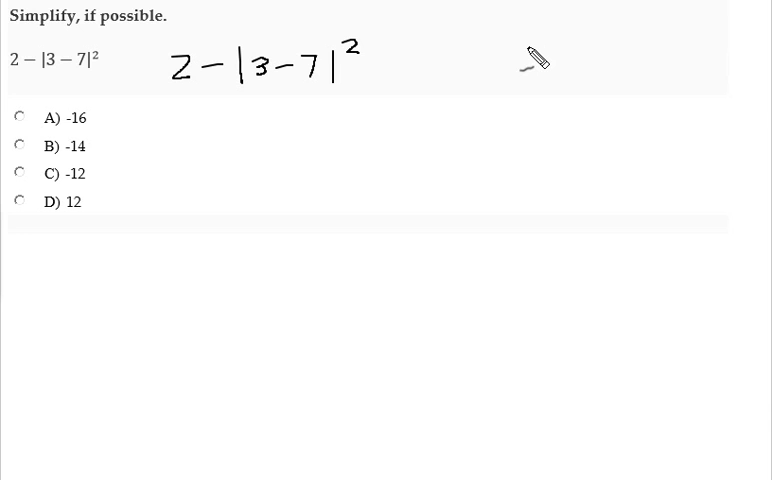 Simplify, if possible.
2 – |3 – 7|² 2 – |3 – 7|²
A) -16
B) -14
C) -12
D) 12